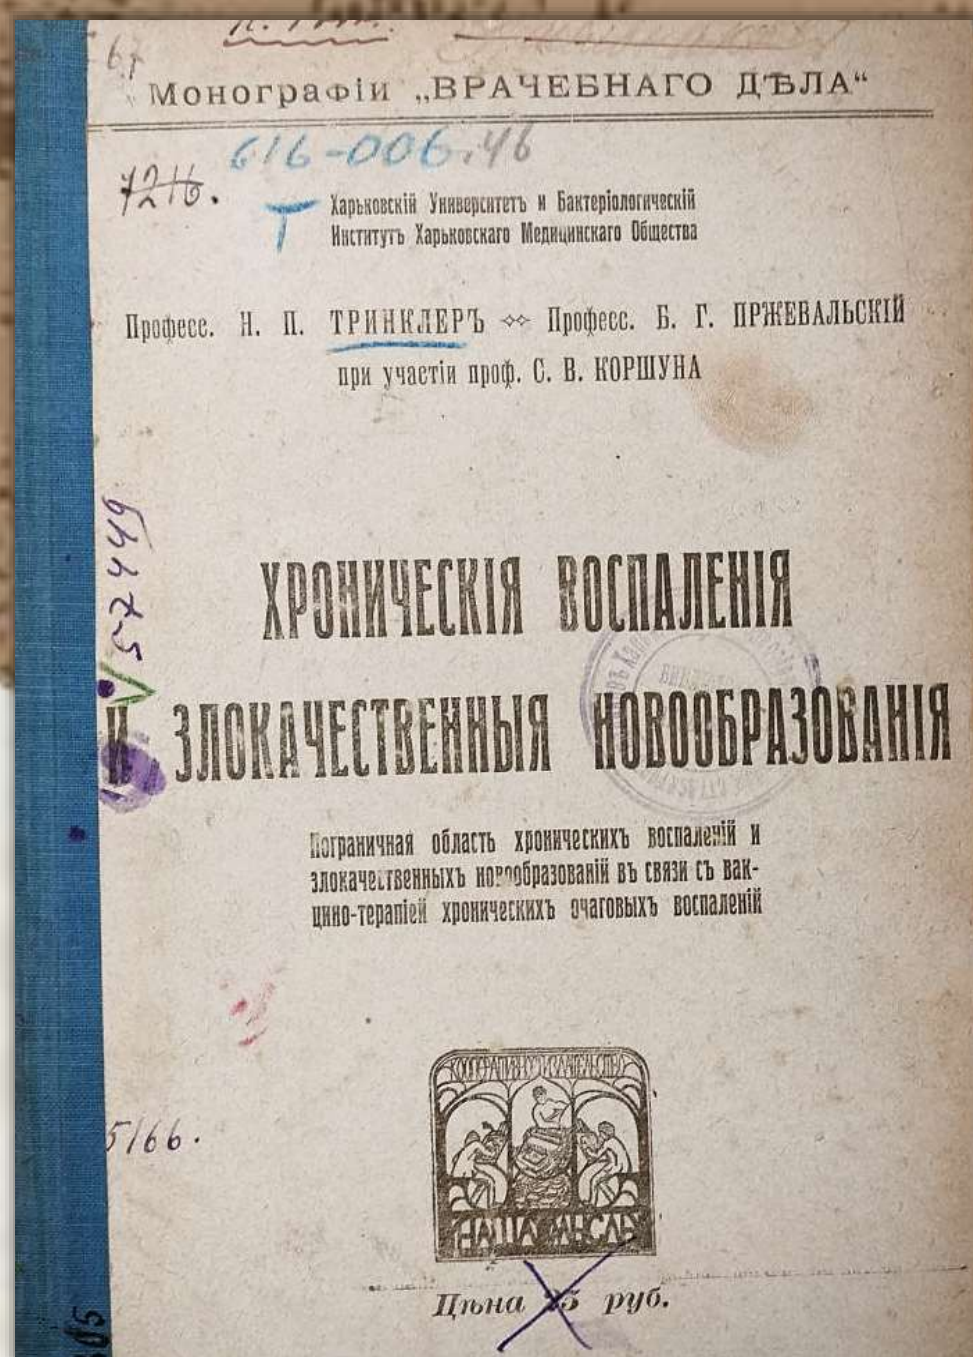 Монографіи „ВРАЧЕБНАГО ДѢЛА“
616-006.46
7216.
Т
Харьковскій Университетъ и Бактеріологическій
Институтъ Харьковскаго Медицинскаго Общества
Професс. Н. П. ТРИНКЛЕРЪ Професс. Б. Г. ПРЖЕВАЛЬСКІЙ
при участіи проф. С. В. КОРШУНА
57449
ХРОНИЧЕСКІЯ ВОСПАЛЕНІЯ
И ЗЛОКАЧЕСТВЕННЫЯ НОВООБРАЗОВАНІЯ
Пограничная область хроническихъ воспаленій и
злокачественныхъ новообразованій въ связи съ вак-
цино-терапіей хроническихъ очаговыхъ воспаленій
5166.
НАША МЫСЛЬ
Цѣна руб.